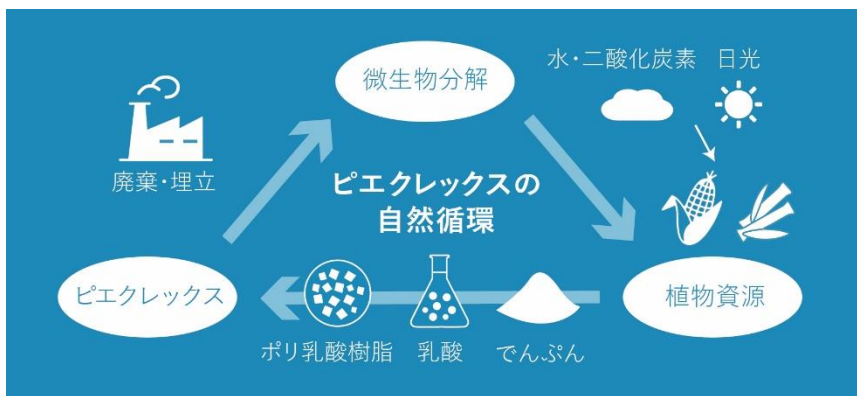 微生物分解
水・二酸化炭素 日光
廃棄・埋立
ピエクレックスの
自然循環
ピエクレックス
植物資源
ポリ乳酸樹脂 乳酸 でんぷん